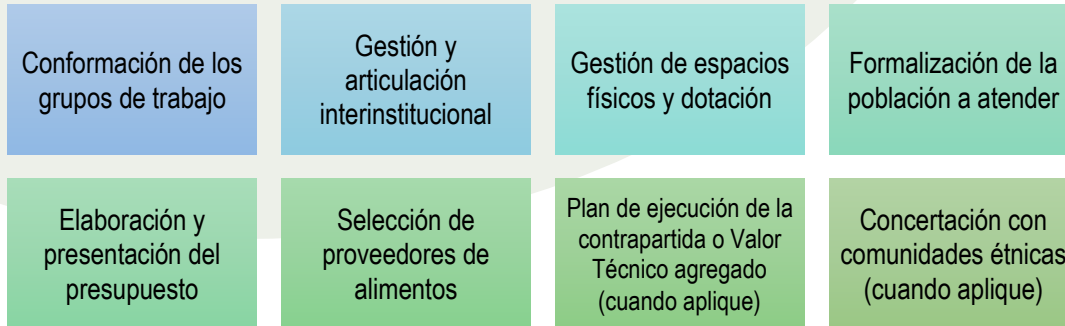 Conformación de los
grupos de trabajo
Gestión y
articulación
interinstitucional
Gestión de espacios
físicos y dotación
Formalización de la
población a atender
Elaboración y
presentación del
presupuesto
Selección de
proveedores de
alimentos
Plan de ejecución de la
contrapartida o Valor
Técnico agregado
(cuando aplique)
Concertación con
comunidades étnicas
(cuando aplique)